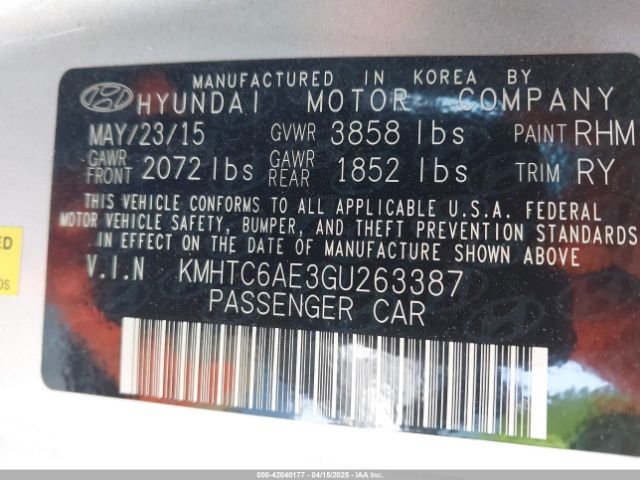 MANUFACTURED IN KOREA BY
HYUNDAI MOTOR COMPANY
MAY/23/15 GVWR 3858 lbs PAINT RHM
GAWR FRONT 2072 lbs GAWR REAR 1852 lbs TRIM RY
THIS VEHICLE CONFORMS TO ALL APPLICABLE U.S.A. FEDERAL
MOTOR VEHICLE SAFETY, BUMPER, AND THEFT PREVENTION STANDARDS
IN EFFECT ON THE DATE OF MANUFACTURE SHOWN ABOVE
V.I.N KMHTC6AE3GU263387
PASSENGER CAR
000-42040177 - 04/15/2025 - IAAI.COM